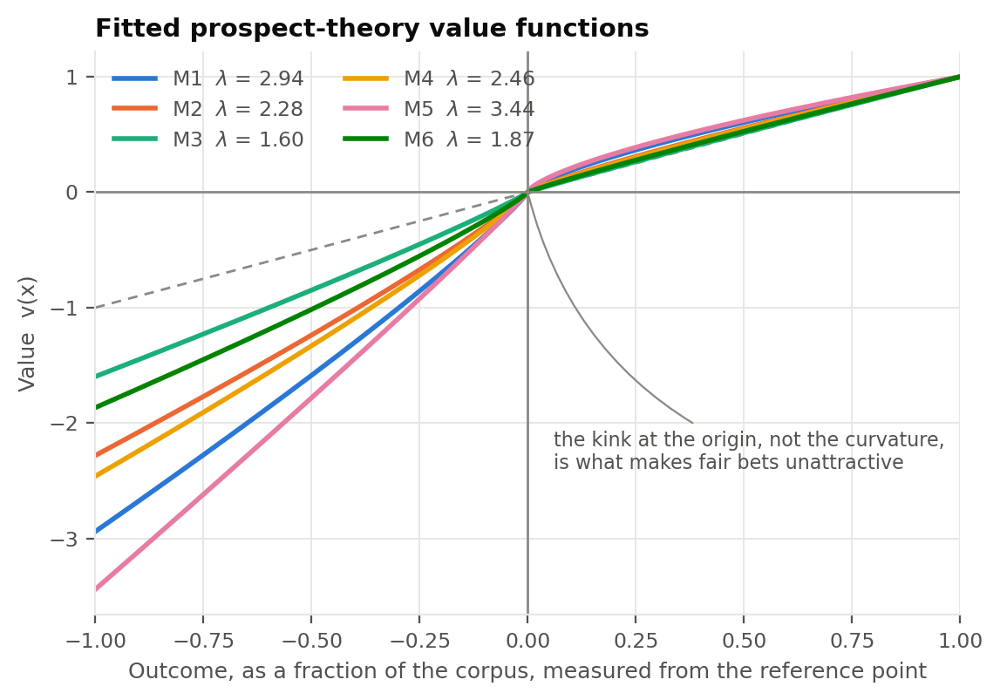 Fitted prospect-theory value functions
M1 λ = 2.94
M2 λ = 2.28
M3 λ = 1.60
M4 λ = 2.46
M5 λ = 3.44
M6 λ = 1.87
1
0
−1
−2
−3
Value v(x)
the kink at the origin, not the curvature,
is what makes fair bets unattractive
−1.00 −0.75 −0.50 −0.25 0.00 0.25 0.50 0.75 1.00
Outcome, as a fraction of the corpus, measured from the reference point